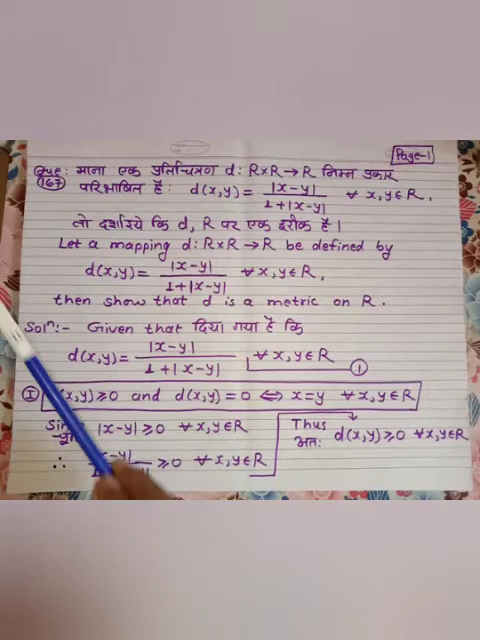 Page-1
Que: माना एक प्रतिचित्रण d: R×R → R निम्न प्रकार
(167) परिभाषित है: d(x,y) = |x-y| / 1+|x-y| ∀ x,y∈R,
तो दर्शाइये कि d, R पर एक दूरीक है।
Let a mapping d: R×R → R be defined by
d(x,y) = |x-y| / 1+|x-y| ∀ x,y∈R,
then show that d is a metric on R.
Solⁿ:- Given that दिया गया है कि
d(x,y) = |x-y| / 1+|x-y| ∀ x,y∈R ①
Ⓘ (x,y) ≥ 0 and d(x,y) = 0 ⟺ x=y ∀ x,y∈R
|x-y| ≥ 0 ∀ x,y∈R
∴ ≥ 0 ∀ x,y∈R
Thus
अतः d(x,y) ≥ 0 ∀ x,y∈R